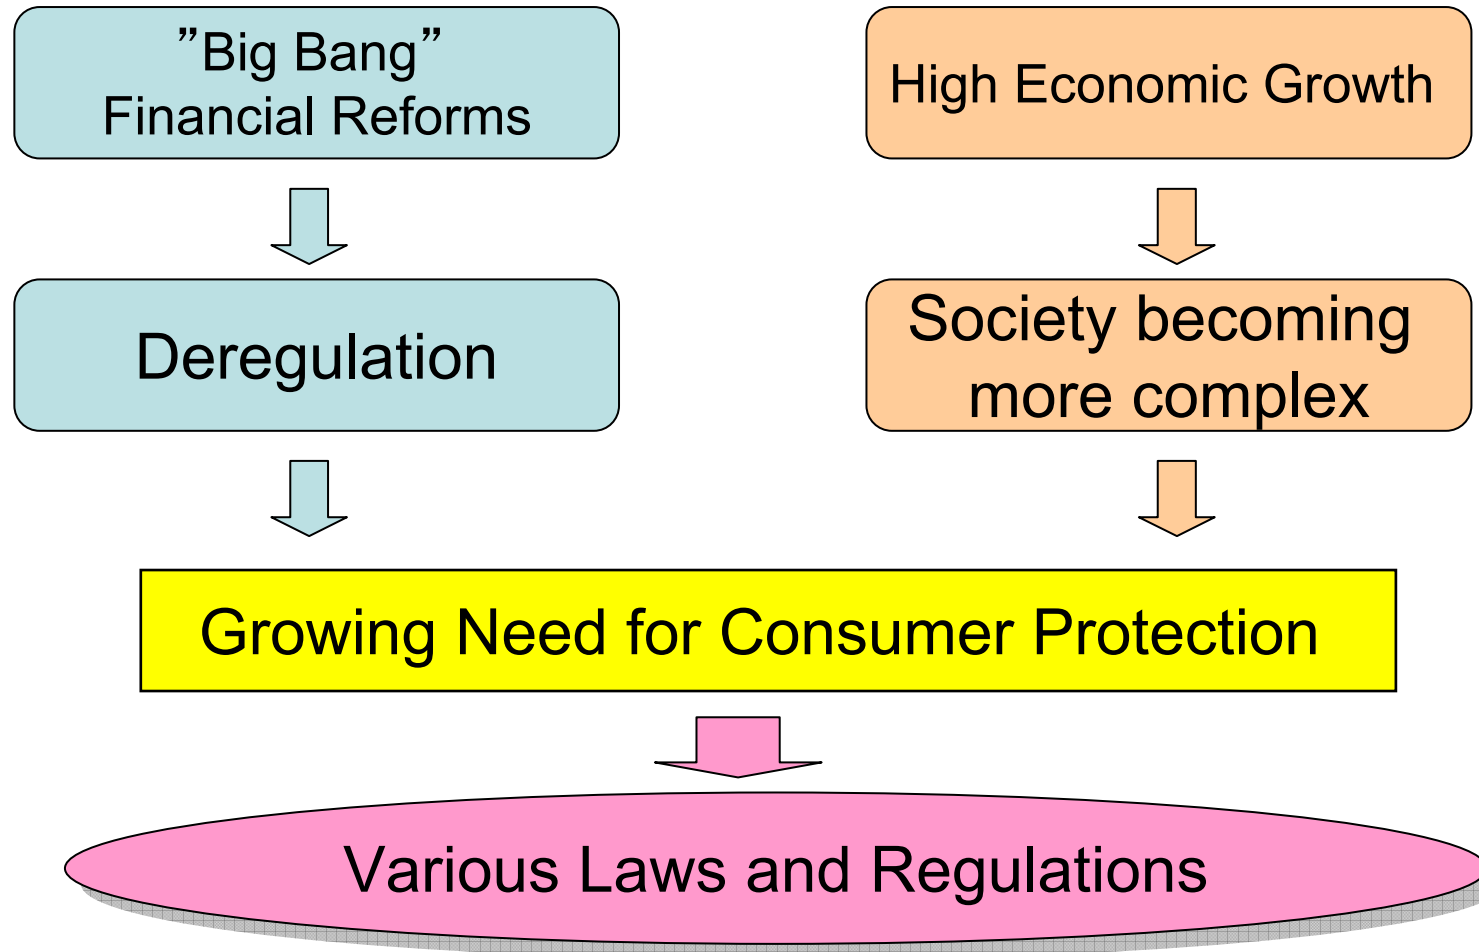 ”Big Bang”
Financial Reforms
High Economic Growth
Deregulation
Society becoming
more complex
Growing Need for Consumer Protection
Various Laws and Regulations